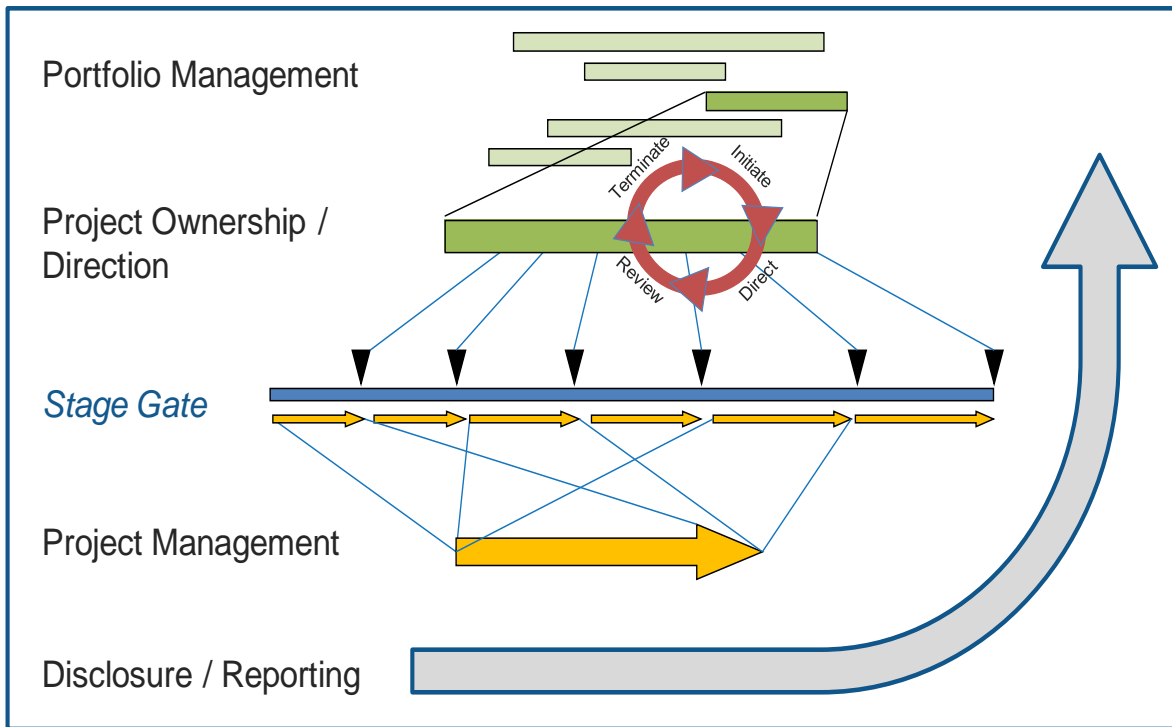 Portfolio Management
Terminate
Initiate
Project Ownership /
Direction
Review
Direct
Stage Gate
Project Management
Disclosure / Reporting